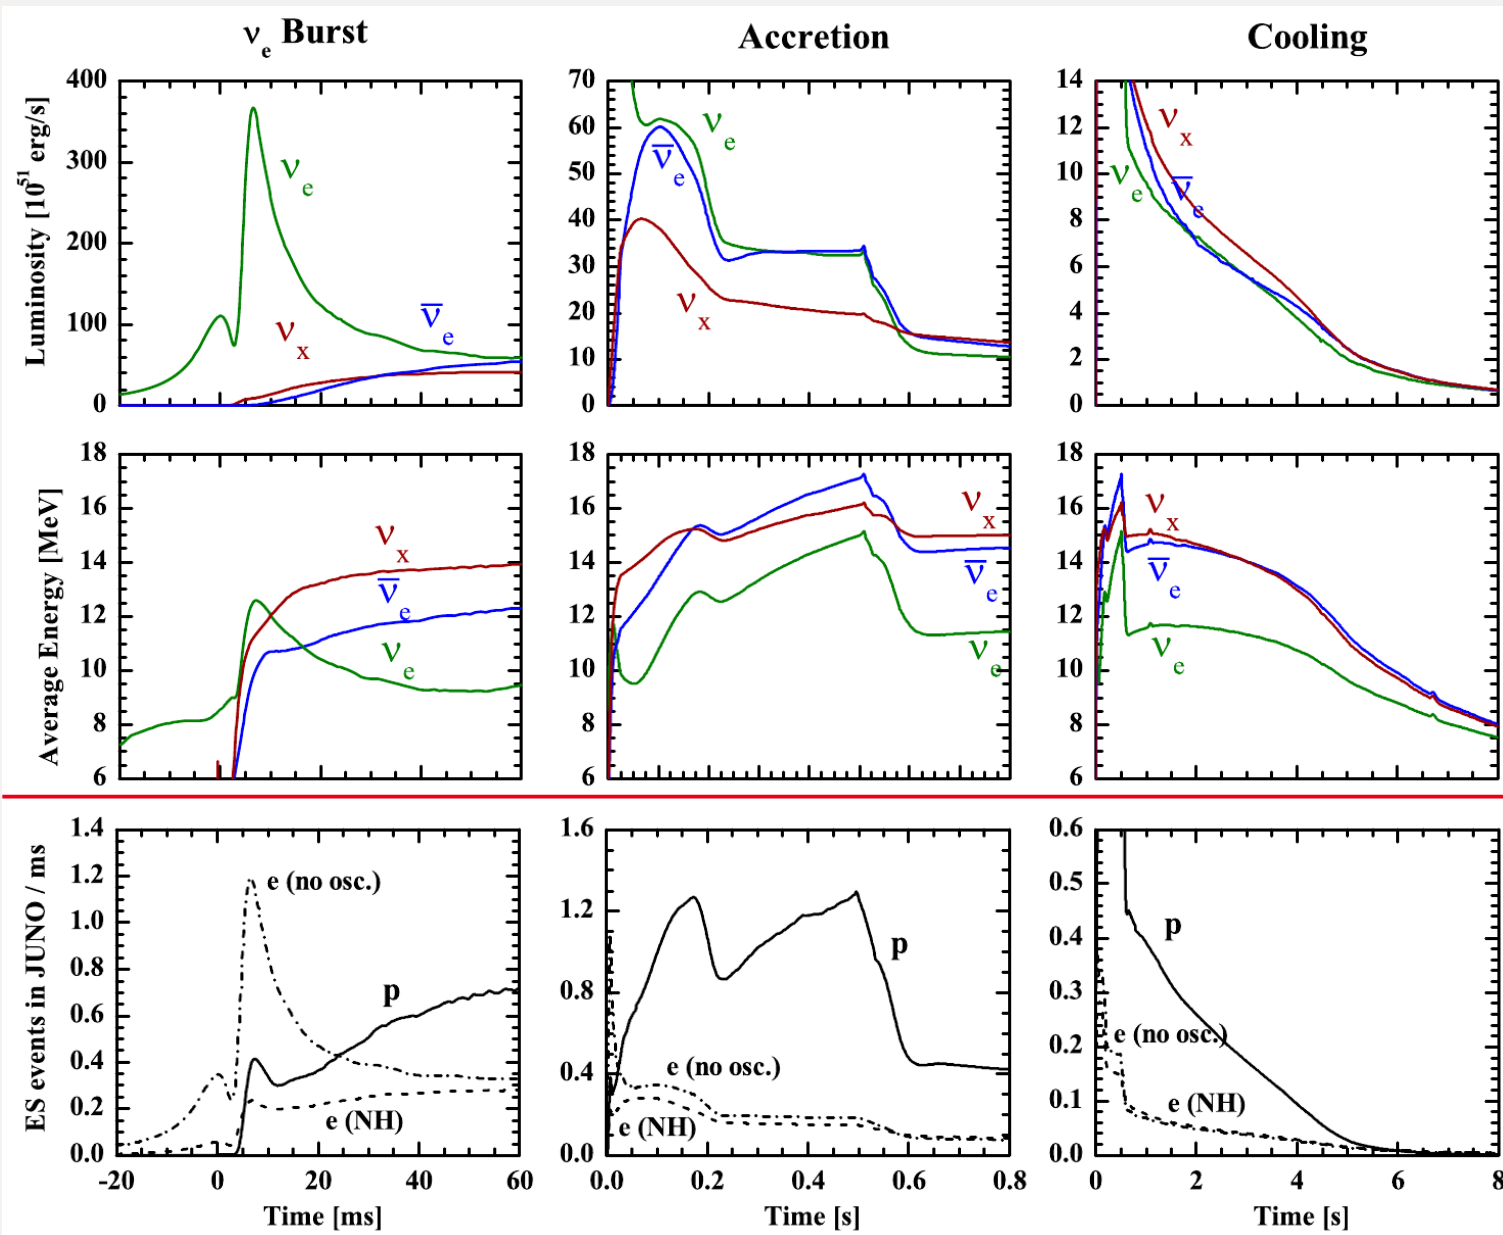 νe Burst
Accretion
Cooling
Luminosity [10^51 erg/s]
400
300
200
100
0
νe
νx
ν̅e
70
60
50
40
30
20
10
0
νe
ν̅e
νx
14
12
10
8
6
4
2
0
νx
νe
ν̅e
Average Energy [MeV]
18
16
14
12
10
8
6
νx
ν̅e
νe
18
16
14
12
10
8
6
νx
ν̅e
νe
18
16
14
12
10
8
6
νx
ν̅e
νe
ES events in JUNO / ms
1.4
1.2
1.0
0.8
0.6
0.4
0.2
0.0
e (no osc.)
p
e (NH)
-20 0 20 40 60
Time [ms]
1.6
1.2
0.8
0.4
0.0
p
e (no osc.)
e (NH)
0.0 0.2 0.4 0.6 0.8
Time [s]
0.6
0.5
0.4
0.3
0.2
0.1
0.0
p
e (no osc.)
e (NH)
0 2 4 6 8
Time [s]